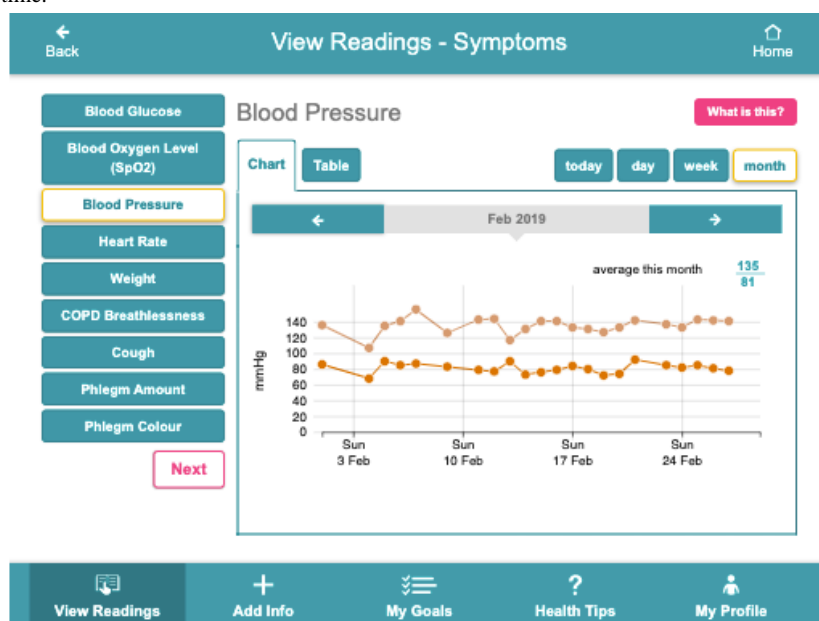 time.
Back
View Readings - Symptoms
Home
Blood Glucose
Blood Oxygen Level
(SpO2)
Blood Pressure
Heart Rate
Weight
COPD Breathlessness
Cough
Phlegm Amount
Phlegm Colour
Next
Blood Pressure
What is this?
Chart
Table
today
day
week
month
Feb 2019
average this month
135
81
mmHg
140
120
100
80
60
40
20
0
Sun
3 Feb
Sun
10 Feb
Sun
17 Feb
Sun
24 Feb
View Readings
Add Info
My Goals
Health Tips
My Profile